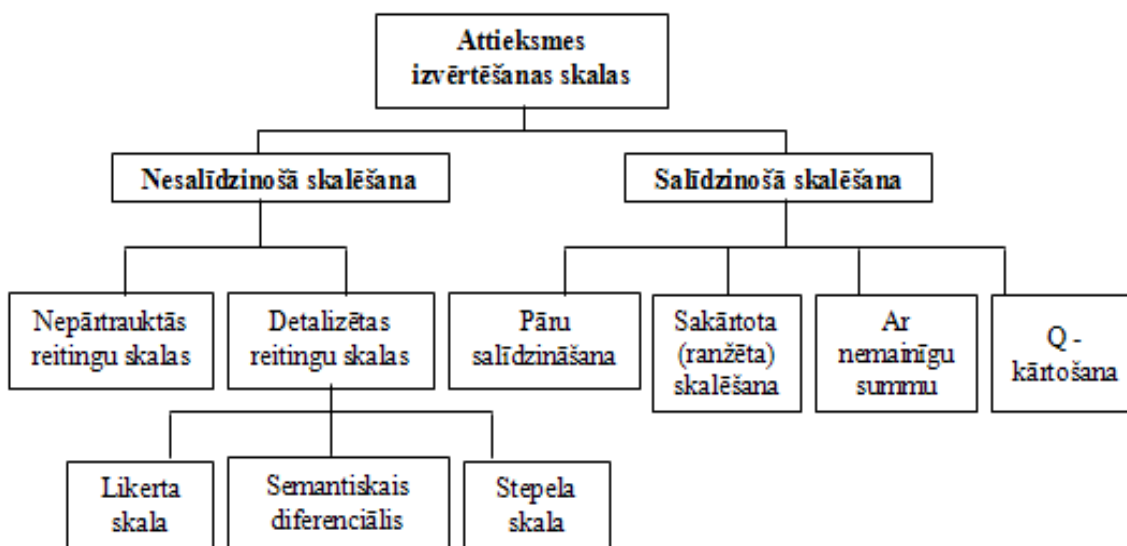 Attieksmes
izvērtēšanas skalas
Nesalīdzinošā skalēšana
Salīdzinošā skalēšana
Nepārtrauktās
reitingu skalas
Detalizētas
reitingu skalas
Pāru
salīdzināšana
Sakārtota
(ranžēta)
skalēšana
Ar
nemainīgu
summu
Q -
kārtošana
Likerta
skala
Semantiskais
diferenciālis
Stepela
skala